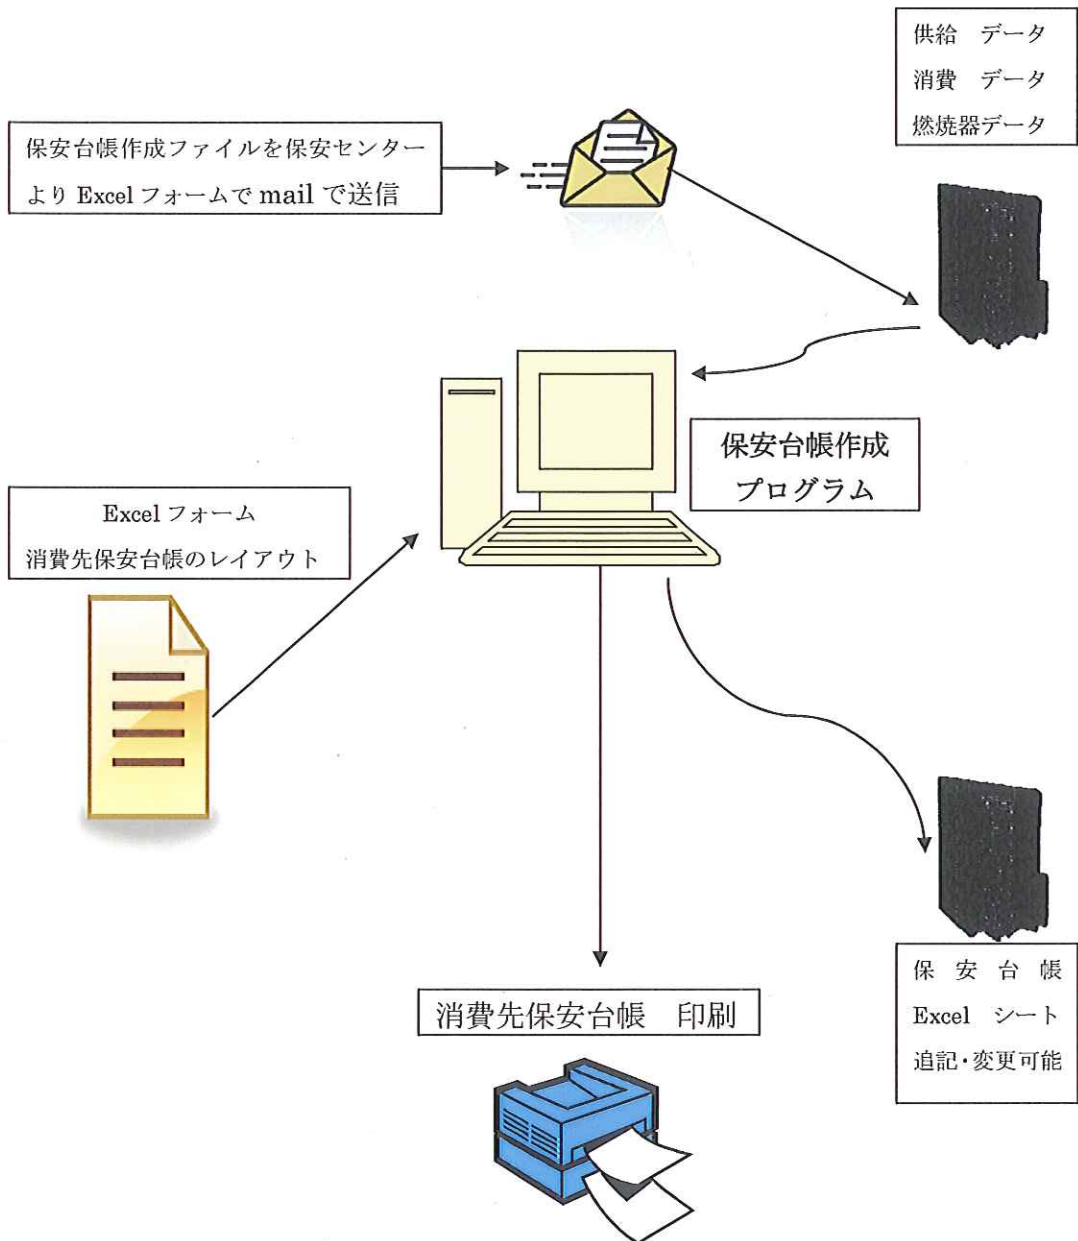 供給　データ
消費　データ
燃焼器データ
保安台帳作成ファイルを保安センター
より Excel フォームで mail で送信
保安台帳作成
プログラム
Excel フォーム
消費先保安台帳のレイアウト
消費先保安台帳　印刷
保　安　台　帳
Excel　シート
追記・変更可能